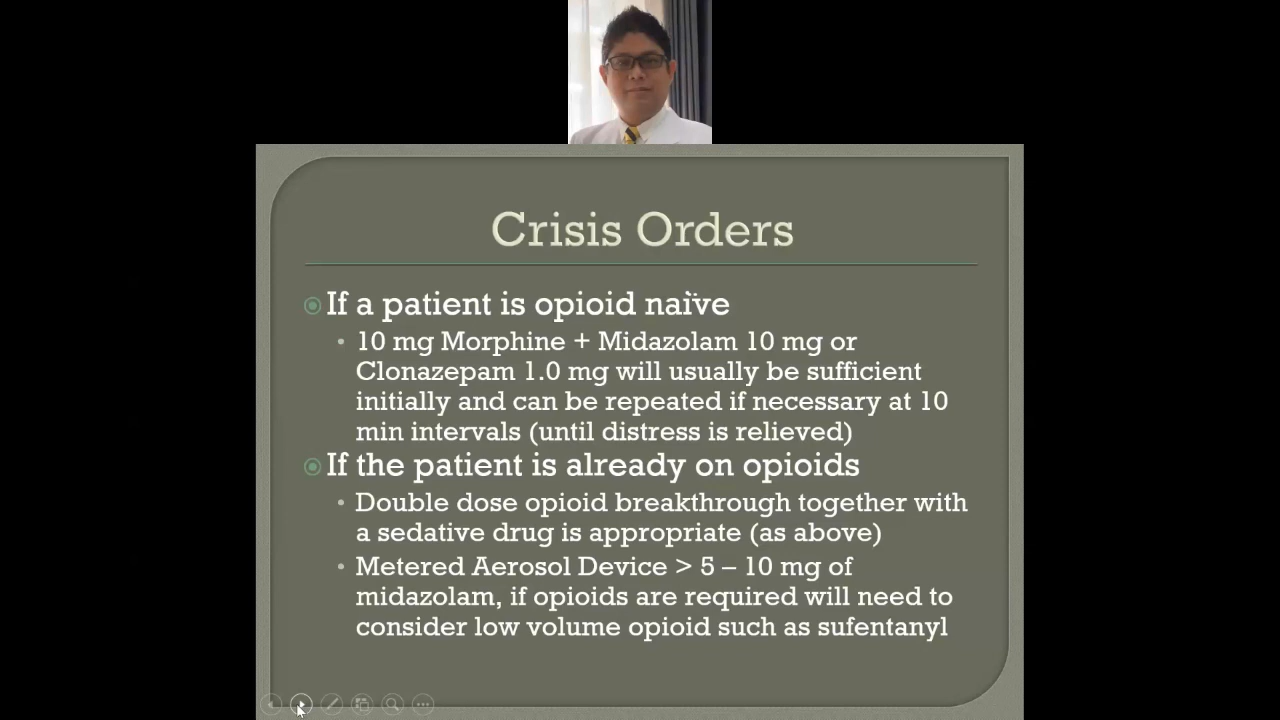 Crisis Orders
If a patient is opioid naïve
10 mg Morphine + Midazolam 10 mg or
Clonazepam 1.0 mg will usually be sufficient
initially and can be repeated if necessary at 10
min intervals (until distress is relieved)
If the patient is already on opioids
Double dose opioid breakthrough together with
a sedative drug is appropriate (as above)
Metered Aerosol Device > 5 – 10 mg of
midazolam, if opioids are required will need to
consider low volume opioid such as sufentanyl